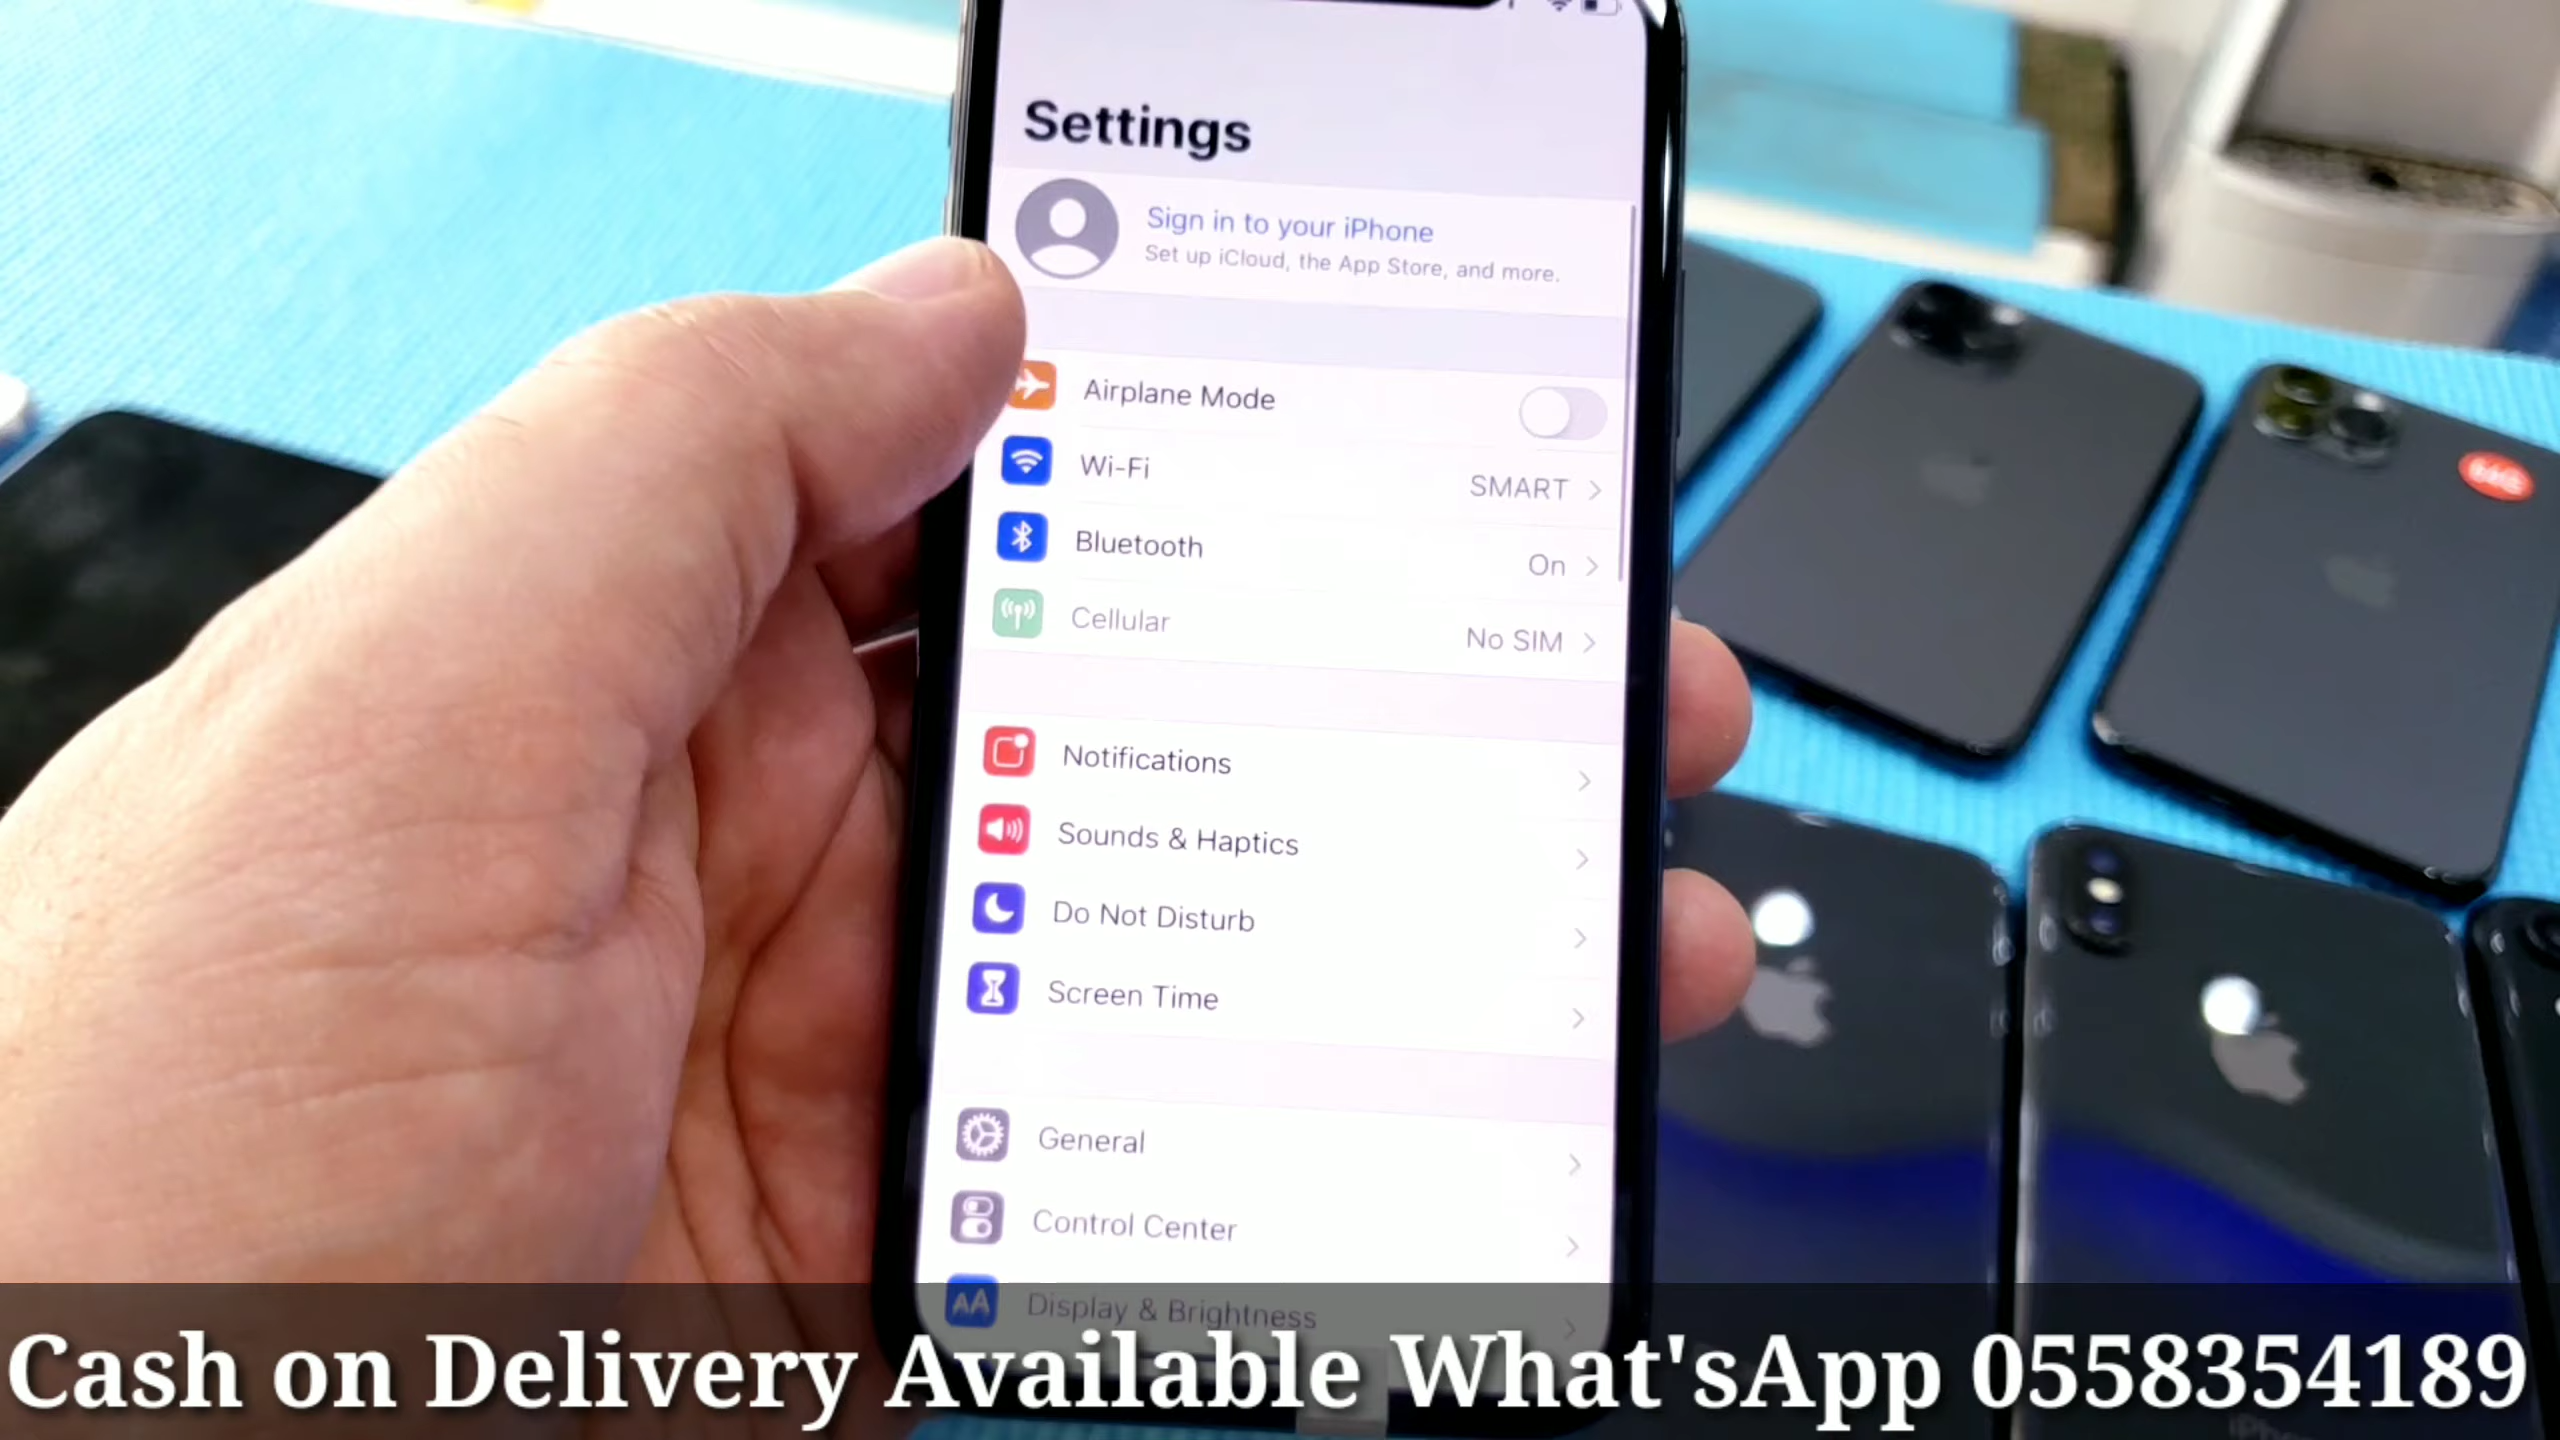 Settings
Sign in to your iPhone
Set up iCloud, the App Store, and more.
Airplane Mode
Wi-Fi SMART
Bluetooth On
Cellular No SIM
Notifications
Sounds & Haptics
Do Not Disturb
Screen Time
General
Control Center
AA Display & Brightness
Cash on Delivery Available What'sApp 0558354189